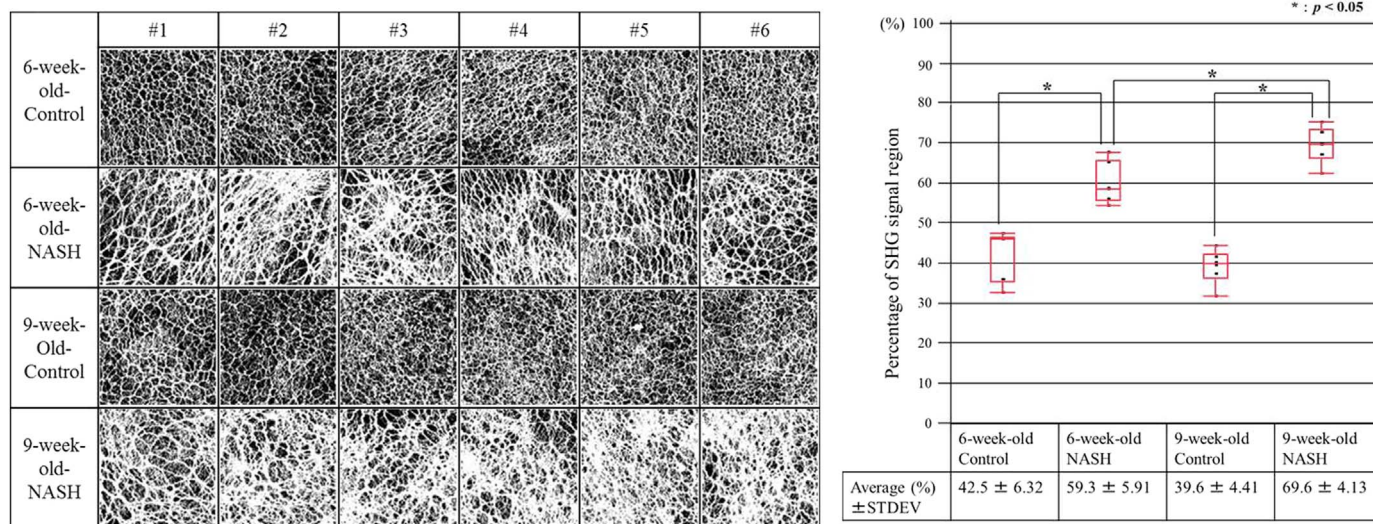 #1 #2 #3 #4 #5 #6
6-week-
old-
Control
6-week-
old-
NASH
9-week-
Old-
Control
9-week-
old-
NASH
* : p < 0.05
(%)
100
90
80
70
60
50
40
30
20
10
0
Percentage of SHG signal region
*
*
*
6-week-old
Control
6-week-old
NASH
9-week-old
Control
9-week-old
NASH
Average (%)
±STDEV
42.5 ± 6.32
59.3 ± 5.91
39.6 ± 4.41
69.6 ± 4.13